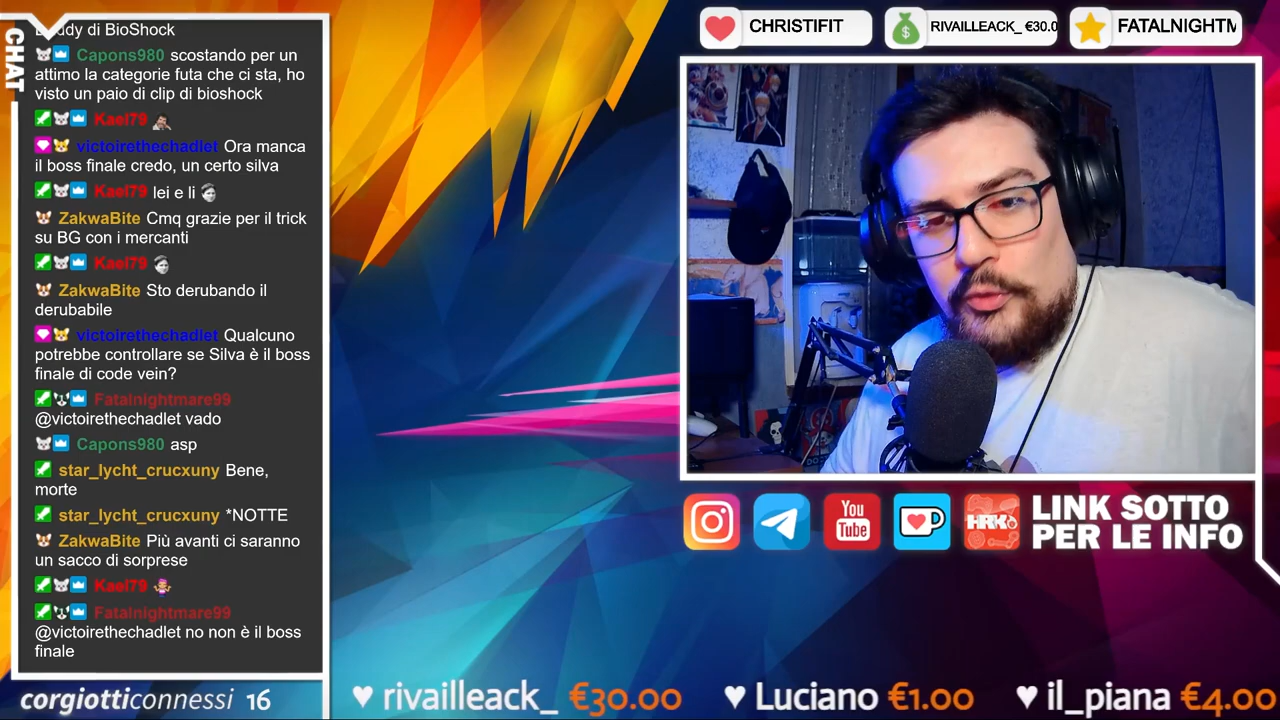 CHAT
Daddy di BioShock
Capons980 scostando per un
attimo la categorie futa che ci sta, ho
visto un paio di clip di bioshock
Kael79
victoirethechadlet Ora manca
il boss finale credo, un certo silva
Kael79 lei e li
ZakwaBite Cmq grazie per il trick
su BG con i mercanti
Kael79
ZakwaBite Sto derubando il
derubabile
victoirethechadlet Qualcuno
potrebbe controllare se Silva è il boss
finale di code vein?
Fatalnightmare99
@victoirethechadlet vado
Capons980 asp
star_lycht_crucxuny Bene,
morte
star_lycht_crucxuny *NOTTE
ZakwaBite Più avanti ci saranno
un sacco di sorprese
Kael79
Fatalnightmare99
@victoirethechadlet no non è il boss
finale
corgiotticonnessi 16
CHRISTIFIT
RIVAILLEACK_ €30.0
FATALNIGHTM
You
Tube
HRK
LINK SOTTO
PER LE INFO
rivailleack_ €30.00 Luciano €1.00 il_piana €4.00